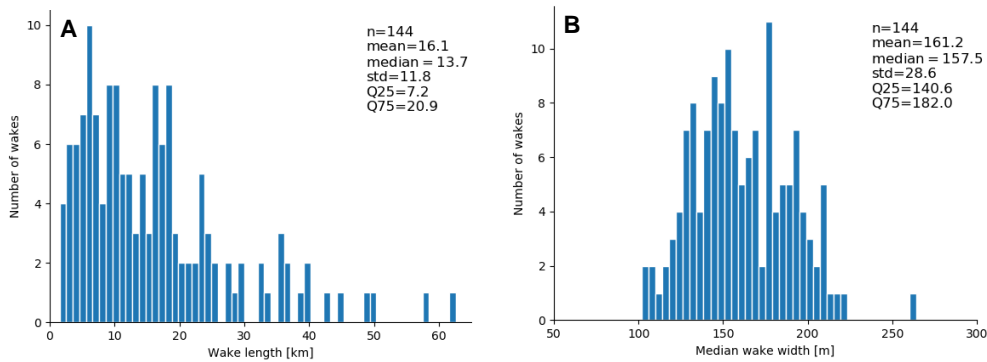 A
n=144
mean=16.1
median = 13.7
std=11.8
Q25=7.2
Q75=20.9
10
8
6
4
2
0
Number of wakes
0 10 20 30 40 50 60
Wake length [km]
B
n=144
mean=161.2
median = 157.5
std=28.6
Q25=140.6
Q75=182.0
10
8
6
4
2
0
Number of wakes
50 100 150 200 250 300
Median wake width [m]